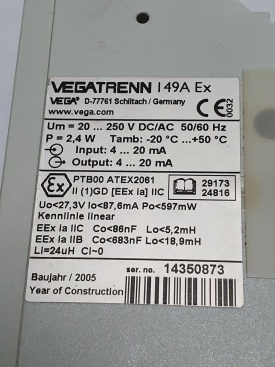 VEGATRENN 149A Ex
VEGA D-77761 Schiltach / Germany
www.vega.com
CE 0032
Um = 20 ... 250 V DC/AC 50/60 Hz
P = 2,4 W Tamb: -20 °C ...+50 °C
Input: 4 ... 20 mA
Output: 4 ... 20 mA
Ex PTB00 ATEX2061
II (1)GD [EEx ia] IIC
29173
24816
Uo<27,3V Io<87,6mA Po<597mW
Kennlinie linear
EEx ia IIC Co<86nF Lo<5,2mH
EEx ia IIB Co<683nF Lo<18,9mH
Li=24uH Ci~0
Baujahr / 2005
Year of Construction
ser. no. 14350873